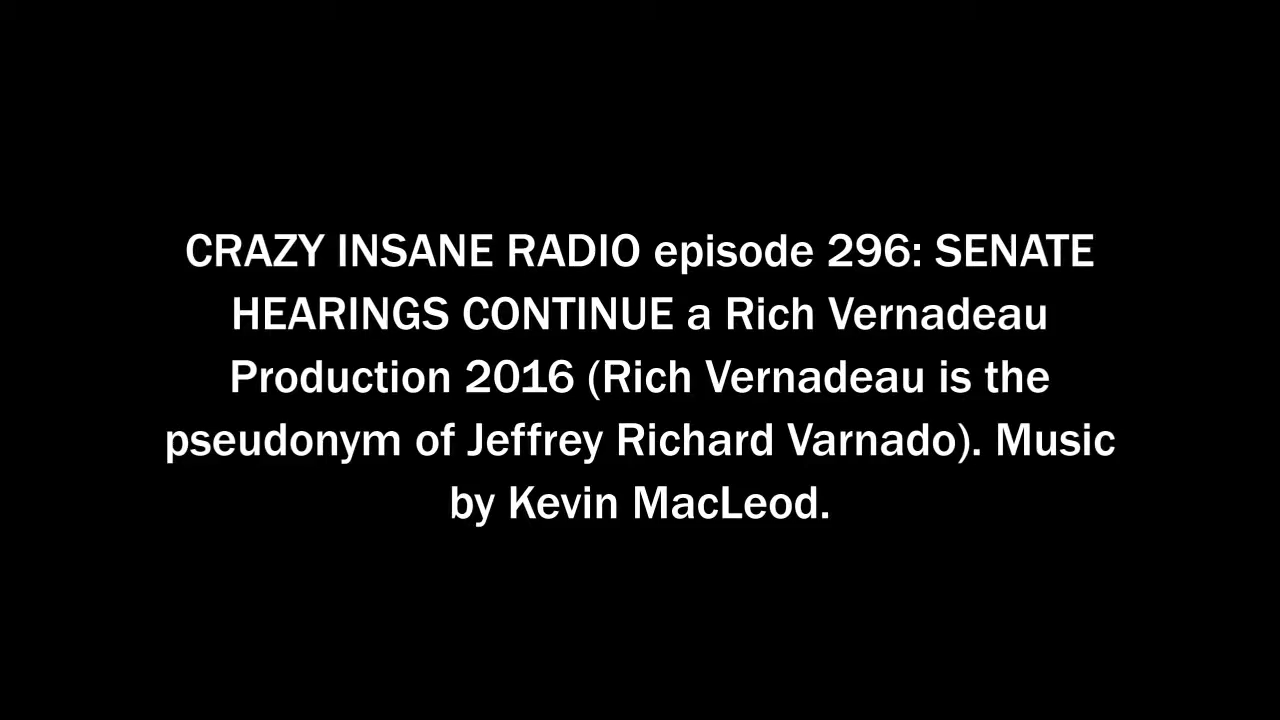 CRAZY INSANE RADIO episode 296: SENATE
HEARINGS CONTINUE a Rich Vernadeau
Production 2016 (Rich Vernadeau is the
pseudonym of Jeffrey Richard Varnado). Music
by Kevin MacLeod.